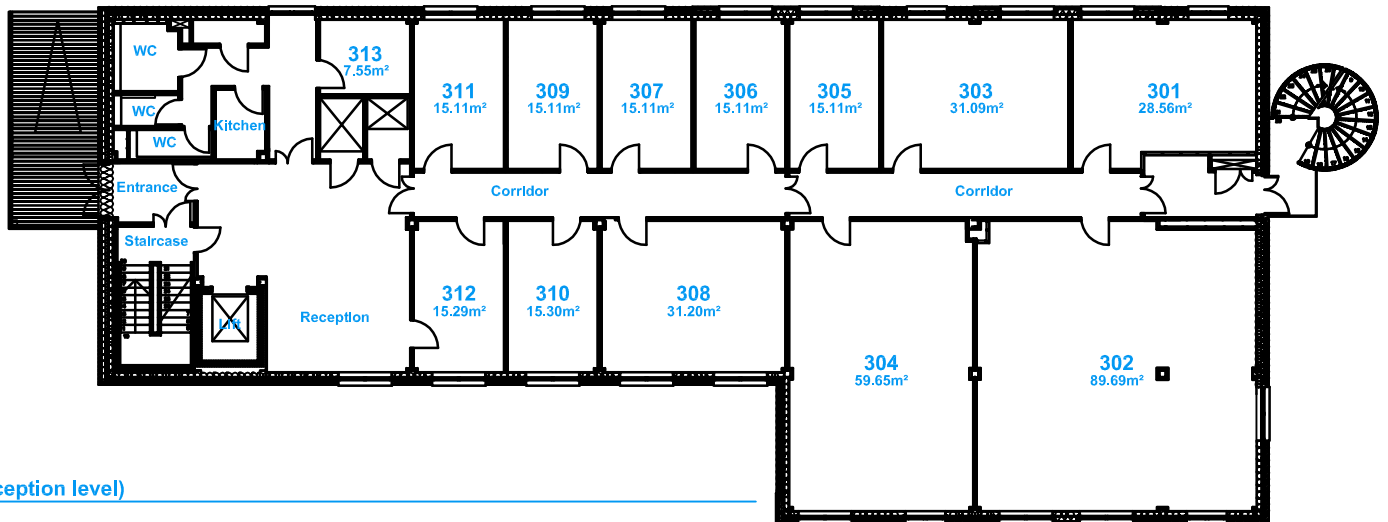 WC
313
7.55m²
311
15.11m²
309
15.11m²
307
15.11m²
306
15.11m²
305
15.11m²
303
31.09m²
301
28.56m²
WC
Kitchen
WC
Entrance
Corridor
Corridor
Staircase
312
15.29m²
310
15.30m²
308
31.20m²
Reception
Lift
304
59.65m²
302
89.69m²
ception level)